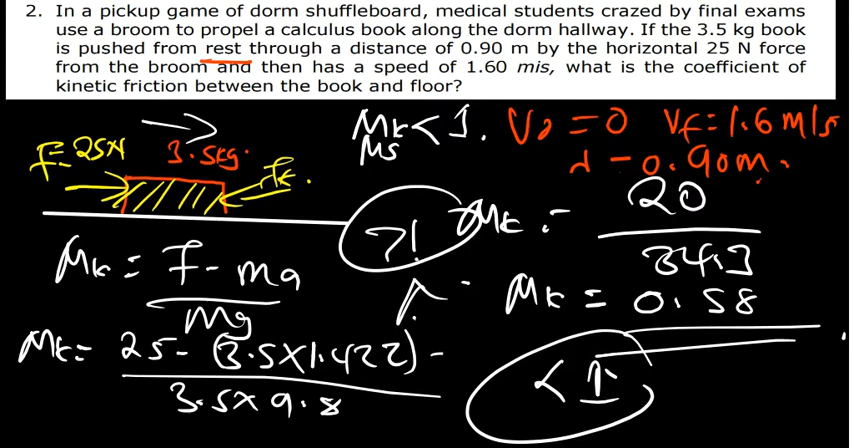 2. In a pickup game of dorm shuffleboard, medical students crazed by final exams
use a broom to propel a calculus book along the dorm hallway. If the 3.5 kg book
is pushed from rest through a distance of 0.90 m by the horizontal 25 N force
from the broom and then has a speed of 1.60 mis, what is the coefficient of
kinetic friction between the book and floor?
μk < 1.
μs
V0 = 0 Vf = 1.6 m/s
d = 0.90m.
F = 25N 3.5kg. fk.
?!
μk = F - ma
mg
μk = 25 - (3.5x1.422) =
3.5x9.8
μk = 20
34.3
μk = 0.58
< 1